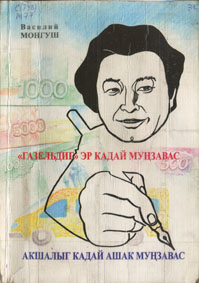 Василий
МОНГУШ
1000
«ГАЗЕЛЬДИГ» ЭР КАДАЙ МУҢЗАВАС
АКШАЛЫГ КАДАЙ АШАК МУҢЗАВАС